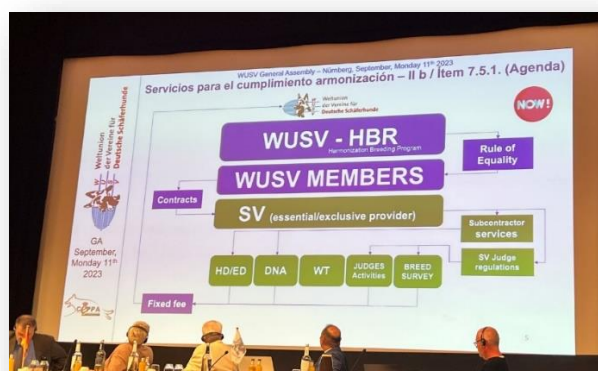 WUSV General Assembly – Nürmberg, September, Monday 11th 2023
Servicios para el cumplimiento armonización – II b / Ítem 7.5.1. (Agenda)
Weltunion
der Vereine für
Deutsche Schäferhunde
NOW!
Weltunion
der Vereine für
Deutsche Schäferhunde
WUSV - HBR
Harmonization Breeding Program
Rule of
Equality
WUSV MEMBERS
Contracts
SV (essential/exclusive provider)
Subcontractor
services
GA
September,
Monday 11th
2023
SV Judge
regulations
HD/ED
DNA
WT
JUDGES
Activities
BREED
SURVEY
Fixed fee
5